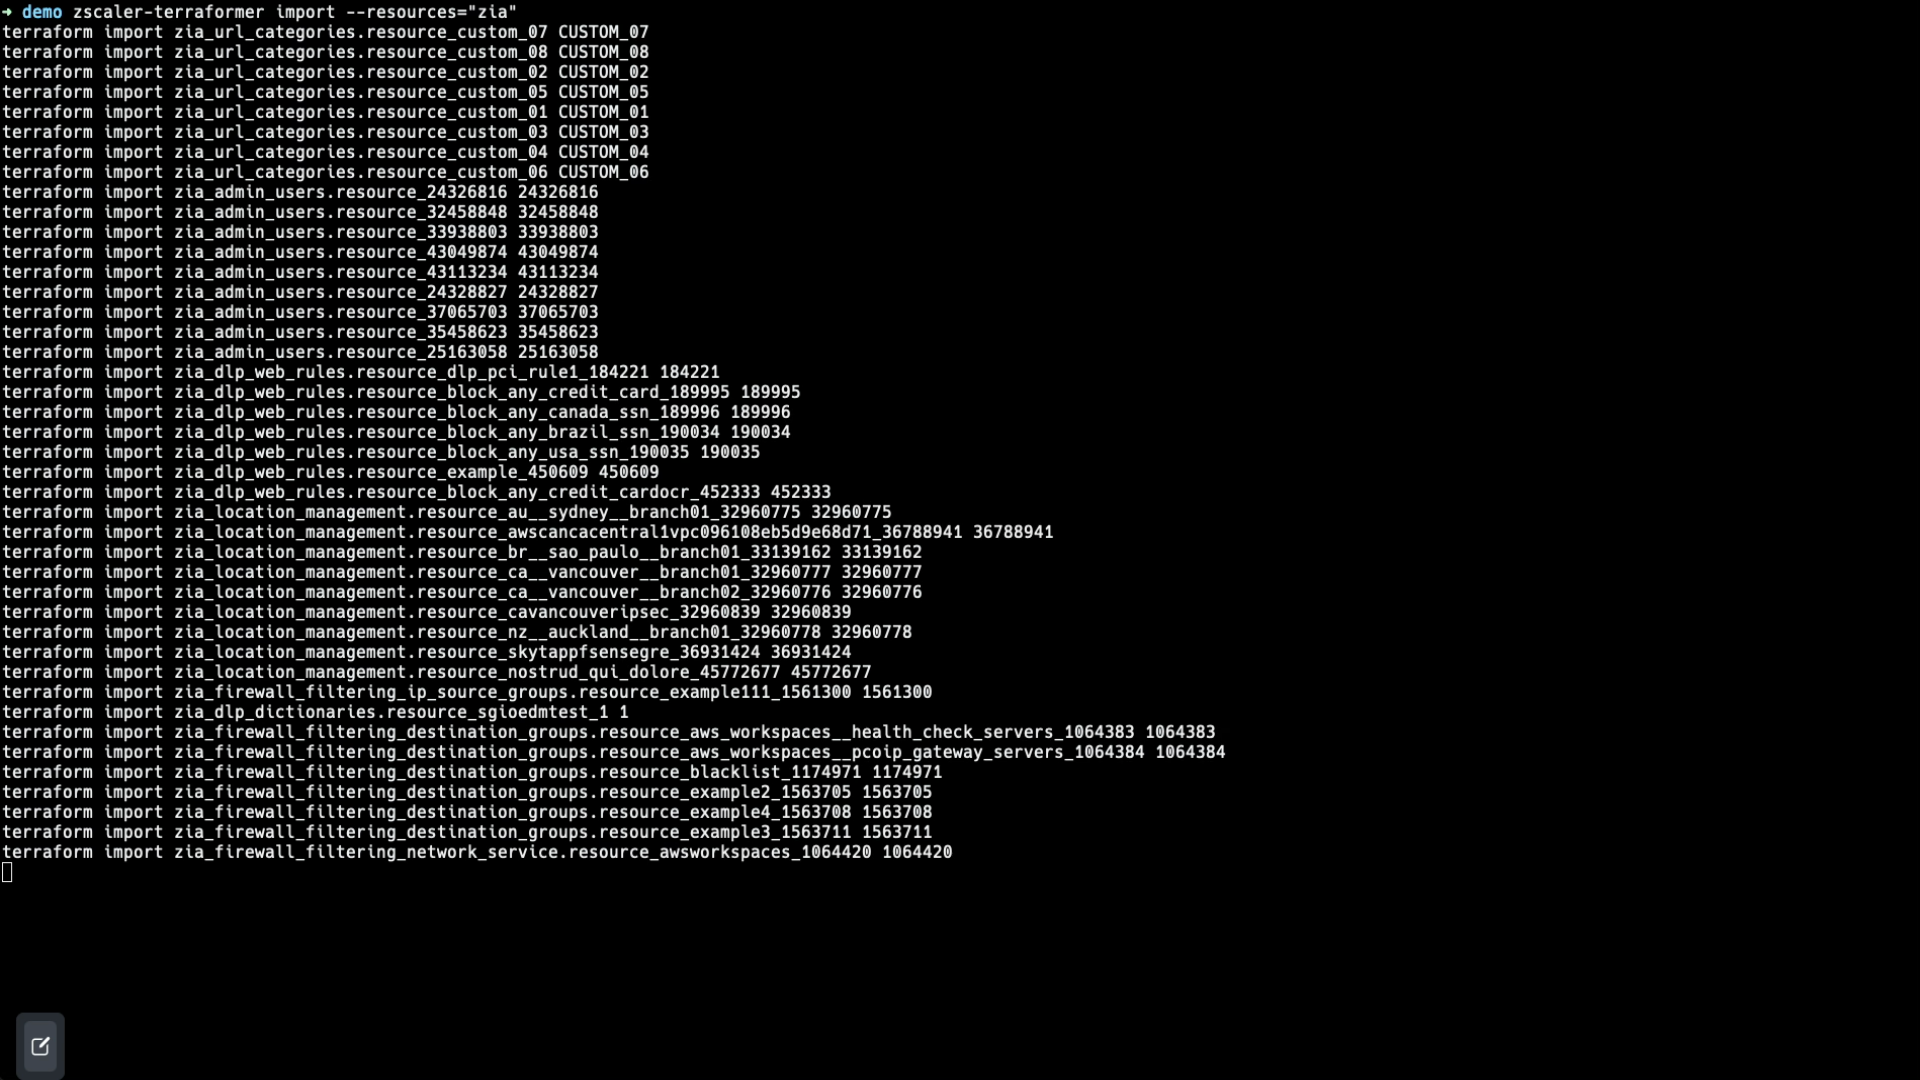 ➜ demo zscaler-terraformer import --resources="zia"
terraform import zia_url_categories.resource_custom_07 CUSTOM_07
terraform import zia_url_categories.resource_custom_08 CUSTOM_08
terraform import zia_url_categories.resource_custom_02 CUSTOM_02
terraform import zia_url_categories.resource_custom_05 CUSTOM_05
terraform import zia_url_categories.resource_custom_01 CUSTOM_01
terraform import zia_url_categories.resource_custom_03 CUSTOM_03
terraform import zia_url_categories.resource_custom_04 CUSTOM_04
terraform import zia_url_categories.resource_custom_06 CUSTOM_06
terraform import zia_admin_users.resource_24326816 24326816
terraform import zia_admin_users.resource_32458848 32458848
terraform import zia_admin_users.resource_33938803 33938803
terraform import zia_admin_users.resource_43049874 43049874
terraform import zia_admin_users.resource_43113234 43113234
terraform import zia_admin_users.resource_24328827 24328827
terraform import zia_admin_users.resource_37065703 37065703
terraform import zia_admin_users.resource_35458623 35458623
terraform import zia_admin_users.resource_25163058 25163058
terraform import zia_dlp_web_rules.resource_dlp_pci_rule1_184221 184221
terraform import zia_dlp_web_rules.resource_block_any_credit_card_189995 189995
terraform import zia_dlp_web_rules.resource_block_any_canada_ssn_189996 189996
terraform import zia_dlp_web_rules.resource_block_any_brazil_ssn_190034 190034
terraform import zia_dlp_web_rules.resource_block_any_usa_ssn_190035 190035
terraform import zia_dlp_web_rules.resource_example_450609 450609
terraform import zia_dlp_web_rules.resource_block_any_credit_cardocr_452333 452333
terraform import zia_location_management.resource_au__sydney__branch01_32960775 32960775
terraform import zia_location_management.resource_awscancacentral1vpc096108eb5d9e68d71_36788941 36788941
terraform import zia_location_management.resource_br__sao_paulo__branch01_33139162 33139162
terraform import zia_location_management.resource_ca__vancouver__branch01_32960777 32960777
terraform import zia_location_management.resource_ca__vancouver__branch02_32960776 32960776
terraform import zia_location_management.resource_cavancouveripsec_32960839 32960839
terraform import zia_location_management.resource_nz__auckland__branch01_32960778 32960778
terraform import zia_location_management.resource_skytappfsensegre_36931424 36931424
terraform import zia_location_management.resource_nostrud_qui_dolore_45772677 45772677
terraform import zia_firewall_filtering_ip_source_groups.resource_example111_1561300 1561300
terraform import zia_dlp_dictionaries.resource_sgioedmtest_1 1
terraform import zia_firewall_filtering_destination_groups.resource_aws_workspaces__health_check_servers_1064383 1064383
terraform import zia_firewall_filtering_destination_groups.resource_aws_workspaces__pcoip_gateway_servers_1064384 1064384
terraform import zia_firewall_filtering_destination_groups.resource_blacklist_1174971 1174971
terraform import zia_firewall_filtering_destination_groups.resource_example2_1563705 1563705
terraform import zia_firewall_filtering_destination_groups.resource_example4_1563708 1563708
terraform import zia_firewall_filtering_destination_groups.resource_example3_1563711 1563711
terraform import zia_firewall_filtering_network_service.resource_awsworkspaces_1064420 1064420